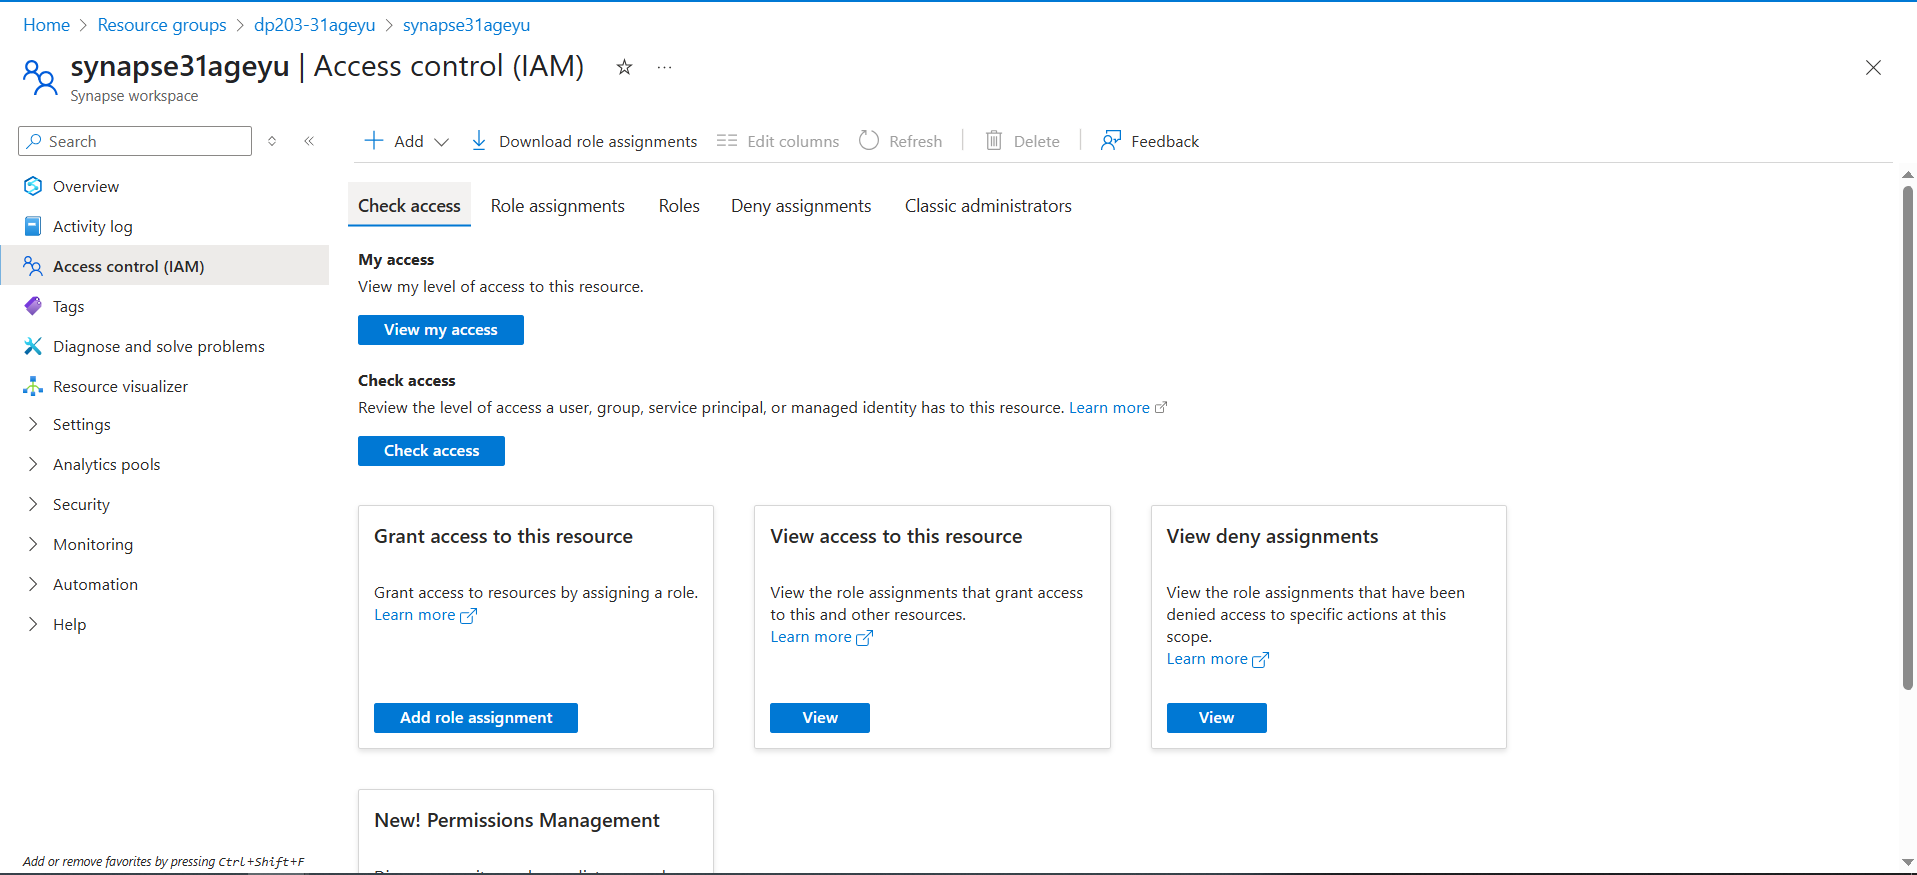 Home > Resource groups > dp203-31ageyu > synapse31ageyu
synapse31ageyu | Access control (IAM) ☆ ···
Synapse workspace
Search
Overview
Activity log
Access control (IAM)
Tags
Diagnose and solve problems
Resource visualizer
Settings
Analytics pools
Security
Monitoring
Automation
Help
Add or remove favorites by pressing Ctrl+Shift+F
Add Download role assignments Edit columns Refresh Delete Feedback
Check access Role assignments Roles Deny assignments Classic administrators
My access
View my level of access to this resource.
View my access
Check access
Review the level of access a user, group, service principal, or managed identity has to this resource. Learn more
Check access
Grant access to this resource
Grant access to resources by assigning a role.
Learn more
Add role assignment
View access to this resource
View the role assignments that grant access
to this and other resources.
Learn more
View
View deny assignments
View the role assignments that have been
denied access to specific actions at this
scope.
Learn more
View
New! Permissions Management